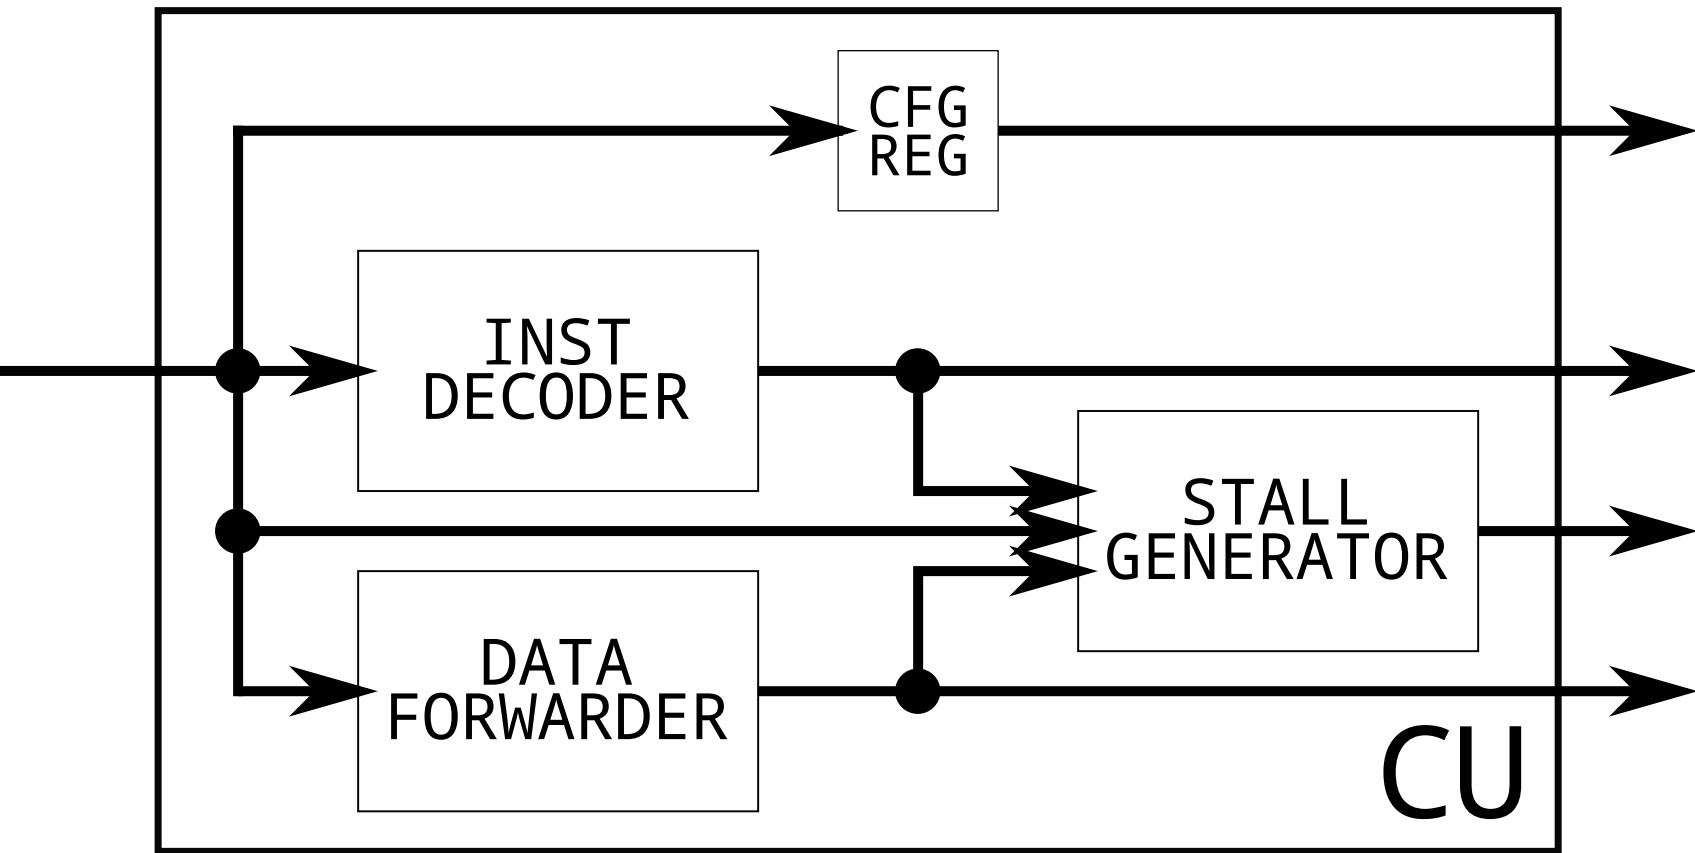 CFG
REG
INST
DECODER
STALL
GENERATOR
DATA
FORWARDER
CU